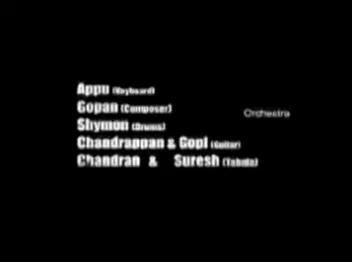 Appu (Keyboard)
Gopan (Composer)
Orchestra
Shymon (Drums)
Chandrappan & Gopi (Guitar)
Chandran & Suresh (Tabala)